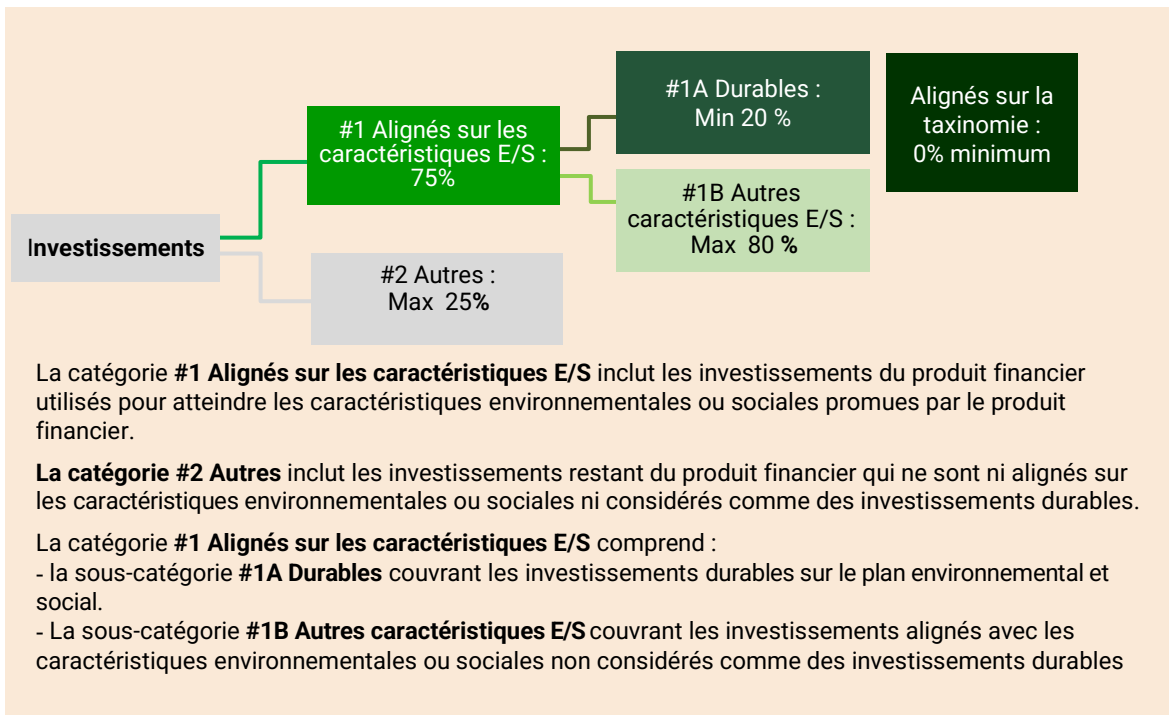 #1A Durables :
Min 20 %
Alignés sur la
taxinomie :
0% minimum
#1 Alignés sur les
caractéristiques E/S :
75%
#1B Autres
caractéristiques E/S :
Max 80 %
Investissements
#2 Autres :
Max 25%
La catégorie #1 Alignés sur les caractéristiques E/S inclut les investissements du produit financier
utilisés pour atteindre les caractéristiques environnementales ou sociales promues par le produit
financier.
La catégorie #2 Autres inclut les investissements restant du produit financier qui ne sont ni alignés sur
les caractéristiques environnementales ou sociales ni considérés comme des investissements durables.
La catégorie #1 Alignés sur les caractéristiques E/S comprend :
- la sous-catégorie #1A Durables couvrant les investissements durables sur le plan environnemental et
social.
- La sous-catégorie #1B Autres caractéristiques E/S couvrant les investissements alignés avec les
caractéristiques environnementales ou sociales non considérés comme des investissements durables